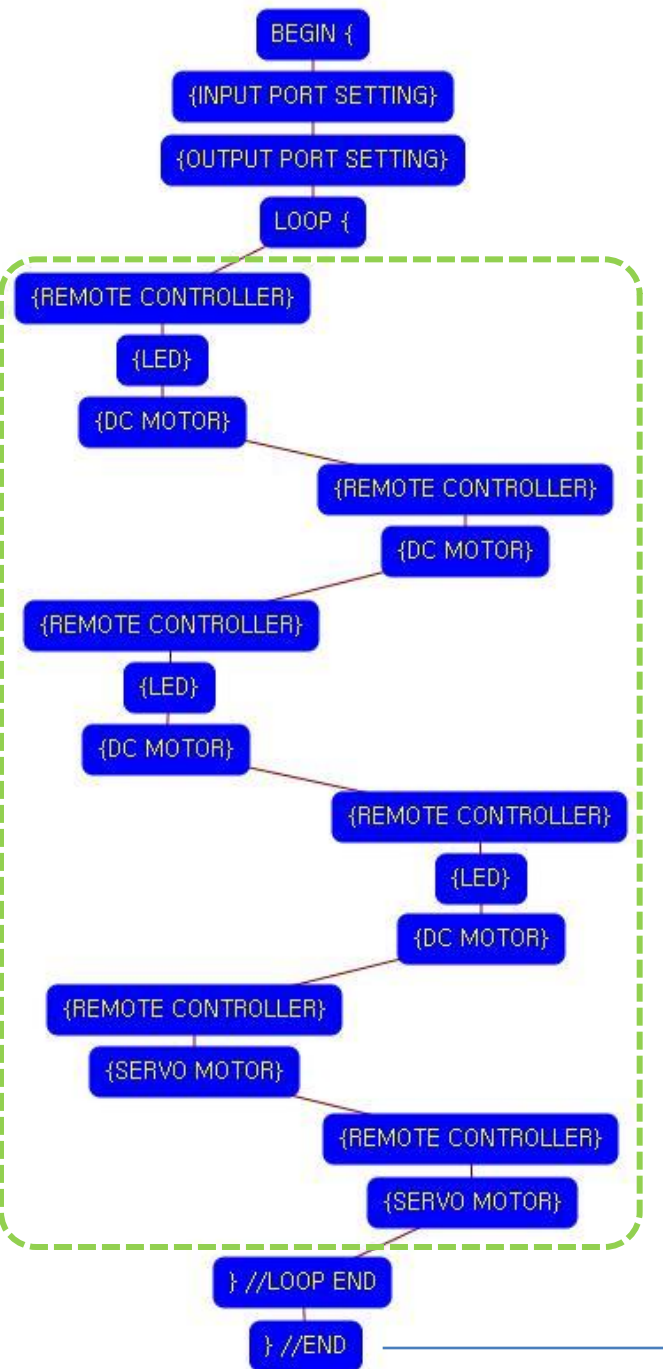 BEGIN {
{INPUT PORT SETTING}
{OUTPUT PORT SETTING}
LOOP {
{REMOTE CONTROLLER}
{LED}
{DC MOTOR}
{REMOTE CONTROLLER}
{DC MOTOR}
{REMOTE CONTROLLER}
{LED}
{DC MOTOR}
{REMOTE CONTROLLER}
{LED}
{DC MOTOR}
{REMOTE CONTROLLER}
{SERVO MOTOR}
{REMOTE CONTROLLER}
{SERVO MOTOR}
} //LOOP END
} //END